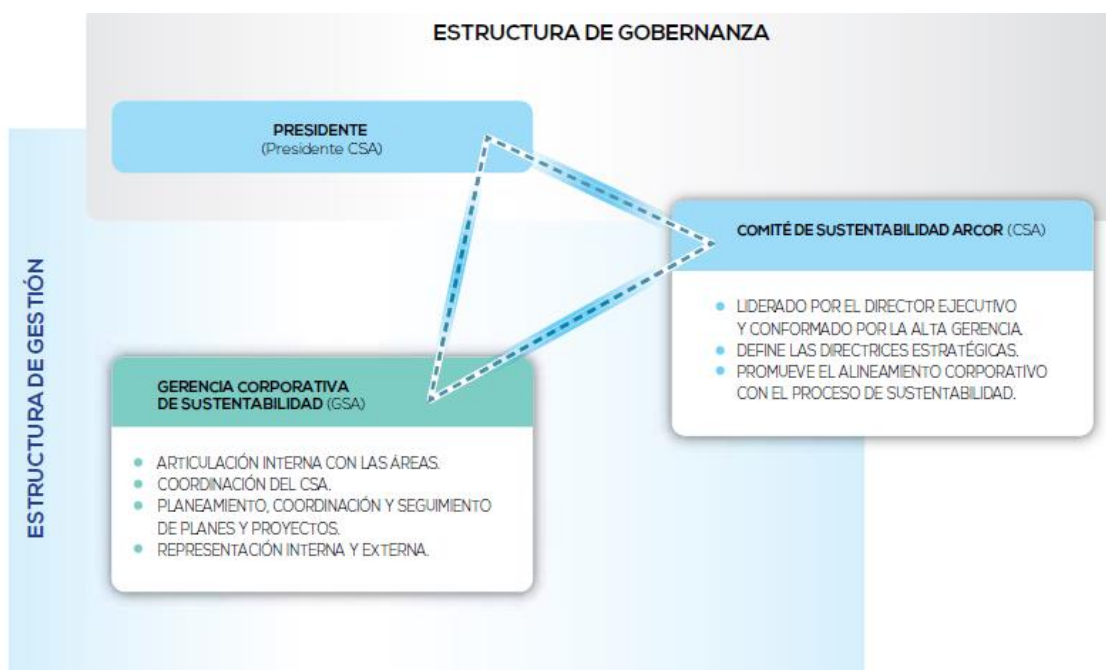 ESTRUCTURA DE GOBERNANZA
PRESIDENTE
(Presidente CSA)
COMITÉ DE SUSTENTABILIDAD ARCOR (CSA)
LIDERADO POR EL DIRECTOR EJECUTIVO
Y CONFORMADO POR LA ALTA GERENCIA.
DEFINE LAS DIRECTRICES ESTRATÉGICAS.
PROMUEVE EL ALINEAMIENTO CORPORATIVO
CON EL PROCESO DE SUSTENTABILIDAD.
ESTRUCTURA DE GESTIÓN
GERENCIA CORPORATIVA
DE SUSTENTABILIDAD (GSA)
ARTICULACIÓN INTERNA CON LAS ÁREAS.
COORDINACIÓN DEL CSA.
PLANEAMIENTO, COORDINACIÓN Y SEGUIMIENTO
DE PLANES Y PROYECTOS.
REPRESENTACIÓN INTERNA Y EXTERNA.